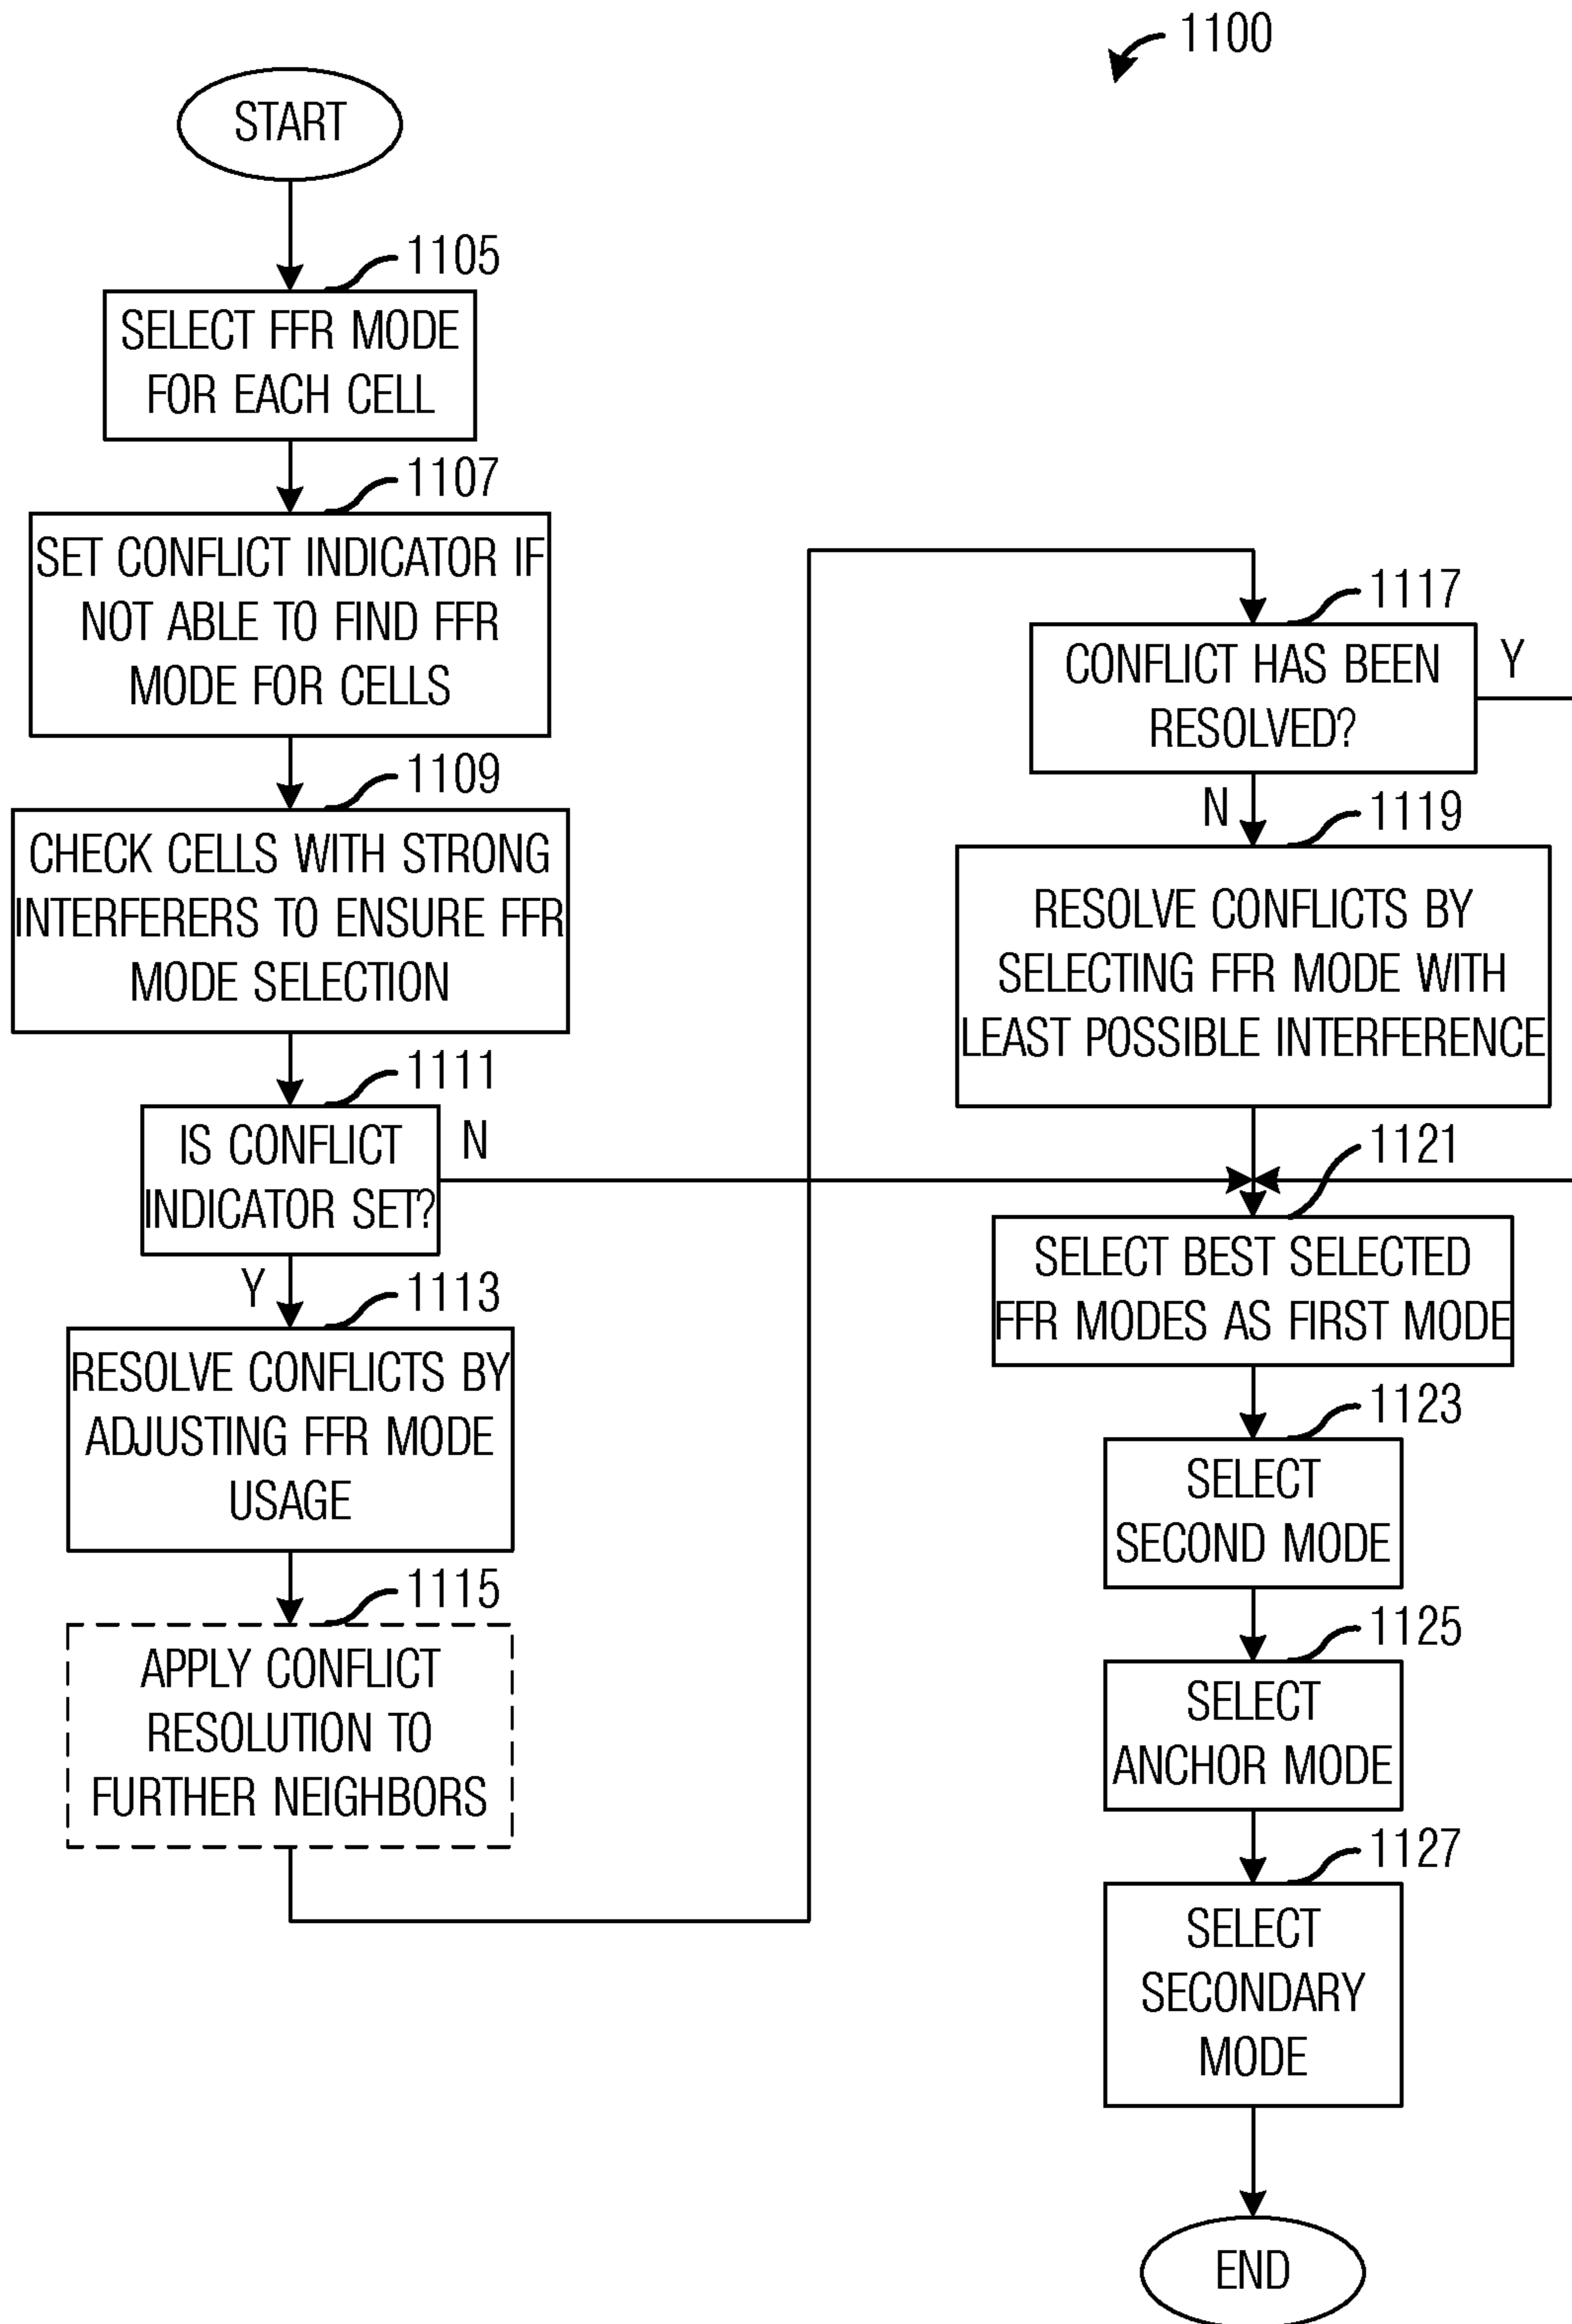 1100
START
1105
SELECT FFR MODE
FOR EACH CELL
1107
SET CONFLICT INDICATOR IF
NOT ABLE TO FIND FFR
MODE FOR CELLS
1109
CHECK CELLS WITH STRONG
INTERFERERS TO ENSURE FFR
MODE SELECTION
1111
IS CONFLICT
INDICATOR SET?
N
Y
1113
RESOLVE CONFLICTS BY
ADJUSTING FFR MODE
USAGE
1115
APPLY CONFLICT
RESOLUTION TO
FURTHER NEIGHBORS
1117
CONFLICT HAS BEEN
RESOLVED?
Y
N
1119
RESOLVE CONFLICTS BY
SELECTING FFR MODE WITH
LEAST POSSIBLE INTERFERENCE
1121
SELECT BEST SELECTED
FFR MODES AS FIRST MODE
1123
SELECT
SECOND MODE
1125
SELECT
ANCHOR MODE
1127
SELECT
SECONDARY
MODE
END